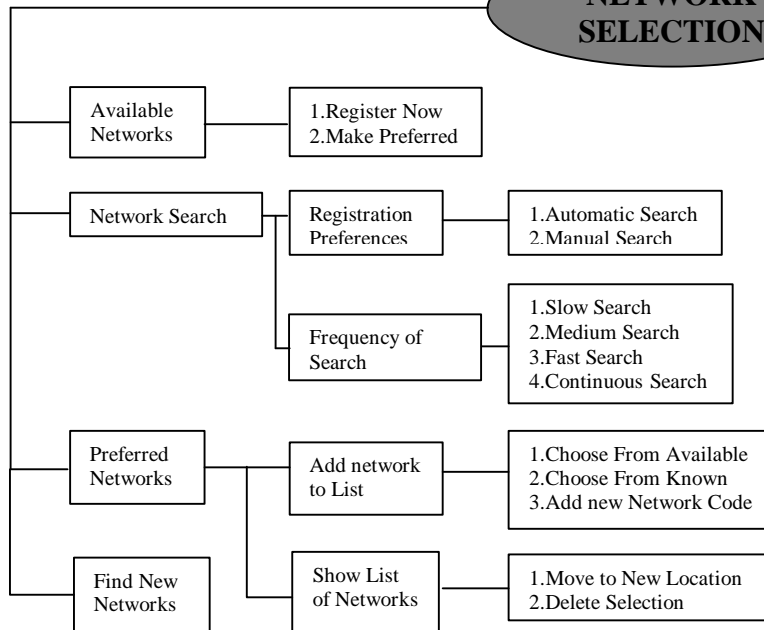 NETWORK
SELECTION
Available
Networks
1.Register Now
2.Make Preferred
Network Search
Registration
Preferences
1.Automatic Search
2.Manual Search
Frequency of
Search
1.Slow Search
2.Medium Search
3.Fast Search
4.Continuous Search
Preferred
Networks
Add network
to List
1.Choose From Available
2.Choose From Known
3.Add new Network Code
Find New
Networks
Show List
of Networks
1.Move to New Location
2.Delete Selection